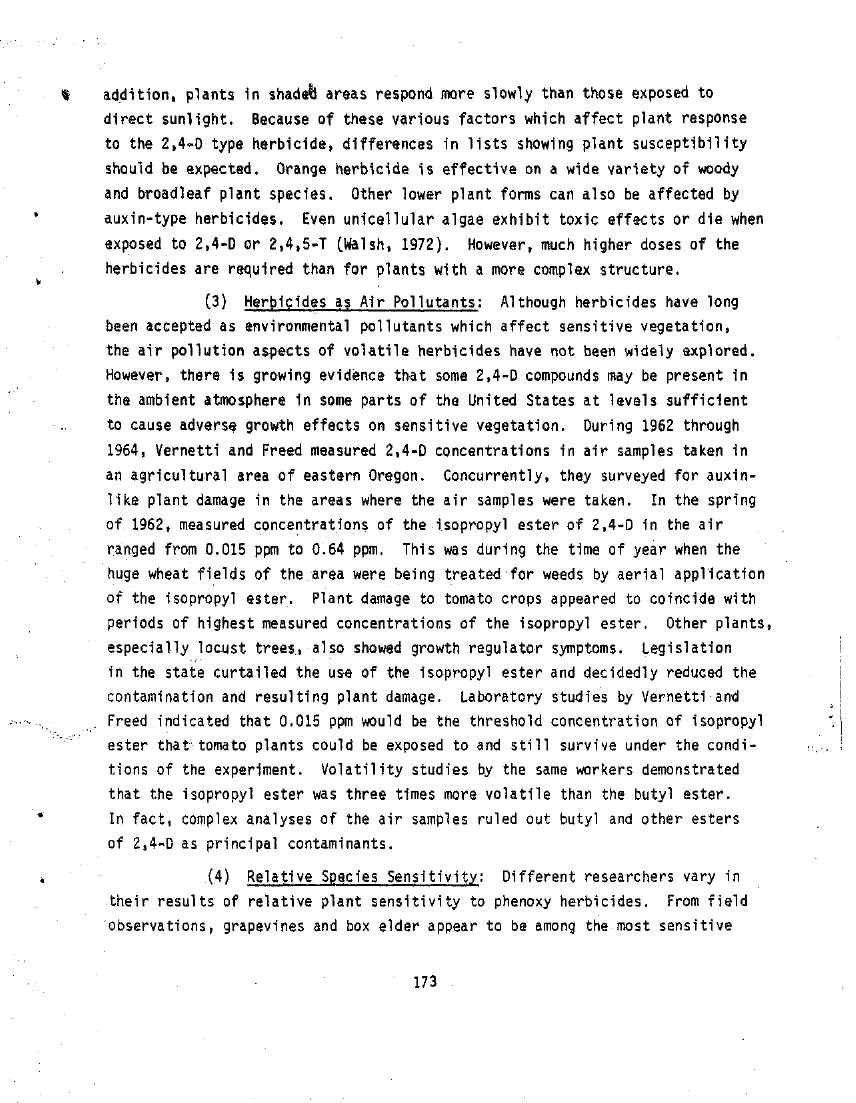 addition, plants in shaded areas respond more slowly than those exposed to
direct sunlight. Because of these various factors which affect plant response
to the 2,4-D type herbicide, differences in lists showing plant susceptibility
should be expected. Orange herbicide is effective on a wide variety of woody
and broadleaf plant species. Other lower plant forms can also be affected by
auxin-type herbicides. Even unicellular algae exhibit toxic effects or die when
exposed to 2,4-D or 2,4,5-T (Walsh, 1972). However, much higher doses of the
herbicides are required than for plants with a more complex structure.
(3) Herbicides as Air Pollutants: Although herbicides have long
been accepted as environmental pollutants which affect sensitive vegetation,
the air pollution aspects of volatile herbicides have not been widely explored.
However, there is growing evidence that some 2,4-D compounds may be present in
the ambient atmosphere in some parts of the United States at levels sufficient
to cause adverse growth effects on sensitive vegetation. During 1962 through
1964, Vernetti and Freed measured 2,4-D concentrations in air samples taken in
an agricultural area of eastern Oregon. Concurrently, they surveyed for auxin-
like plant damage in the areas where the air samples were taken. In the spring
of 1962, measured concentrations of the isopropyl ester of 2,4-D in the air
ranged from 0.015 ppm to 0.64 ppm. This was during the time of year when the
huge wheat fields of the area were being treated for weeds by aerial application
of the isopropyl ester. Plant damage to tomato crops appeared to coincide with
periods of highest measured concentrations of the isopropyl ester. Other plants,
especially locust trees, also showed growth regulator symptoms. Legislation
in the state curtailed the use of the isopropyl ester and decidedly reduced the
contamination and resulting plant damage. Laboratory studies by Vernetti and
Freed indicated that 0.015 ppm would be the threshold concentration of isopropyl
ester that tomato plants could be exposed to and still survive under the condi-
tions of the experiment. Volatility studies by the same workers demonstrated
that the isopropyl ester was three times more volatile than the butyl ester.
In fact, complex analyses of the air samples ruled out butyl and other esters
of 2,4-D as principal contaminants.
(4) Relative Species Sensitivity: Different researchers vary in
their results of relative plant sensitivity to phenoxy herbicides. From field
observations, grapevines and box elder appear to be among the most sensitive
173